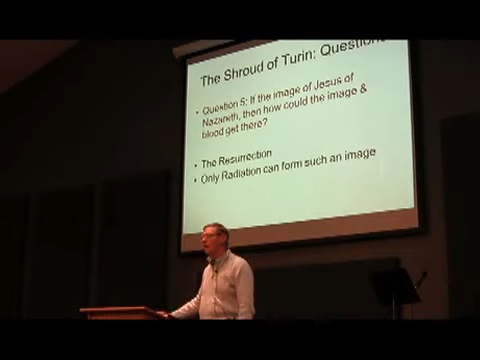 The Shroud of Turin: Questions
• Question 5: If the image of Jesus of
Nazareth, then how could the image &
blood get there?
• The Resurrection
• Only Radiation can form such an image